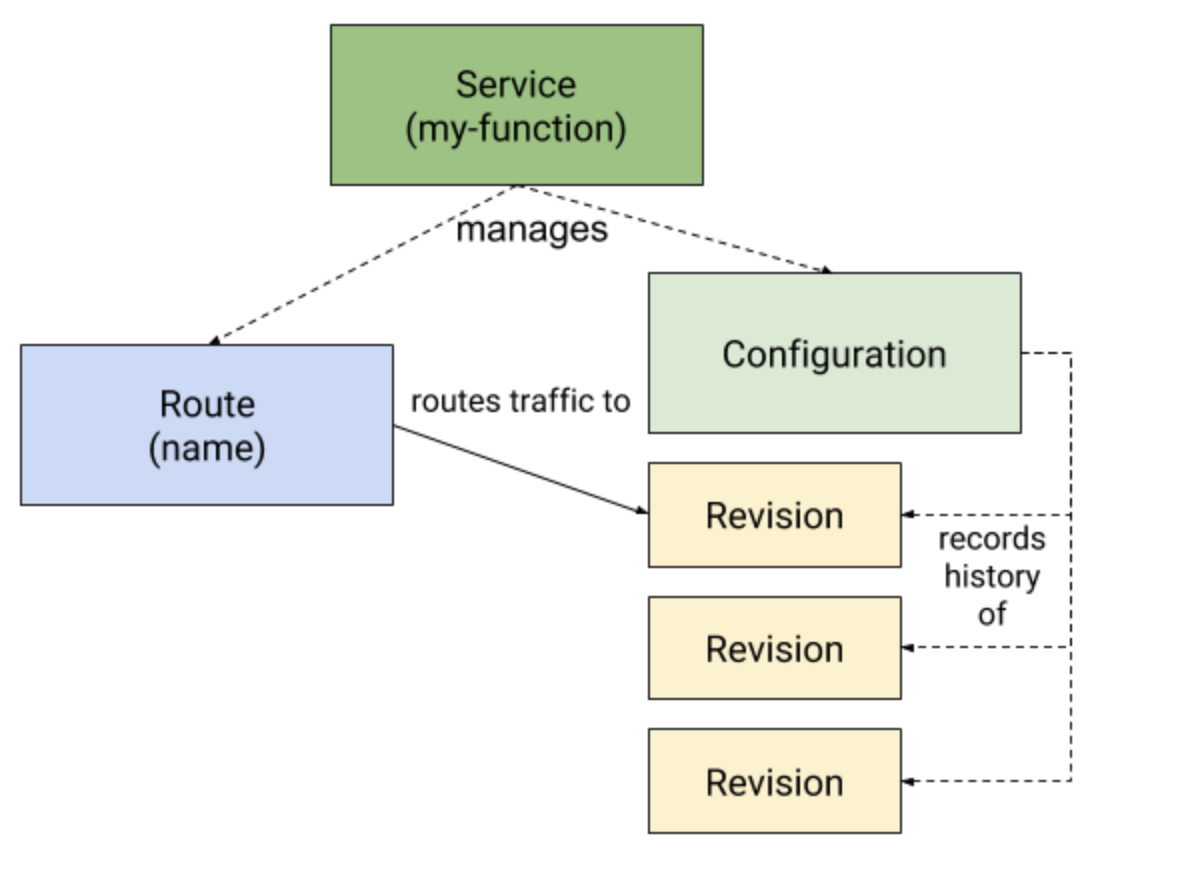 Service
(my-function)
manages
Configuration
Route
(name)
routes traffic to
Revision
records
history
of
Revision
Revision